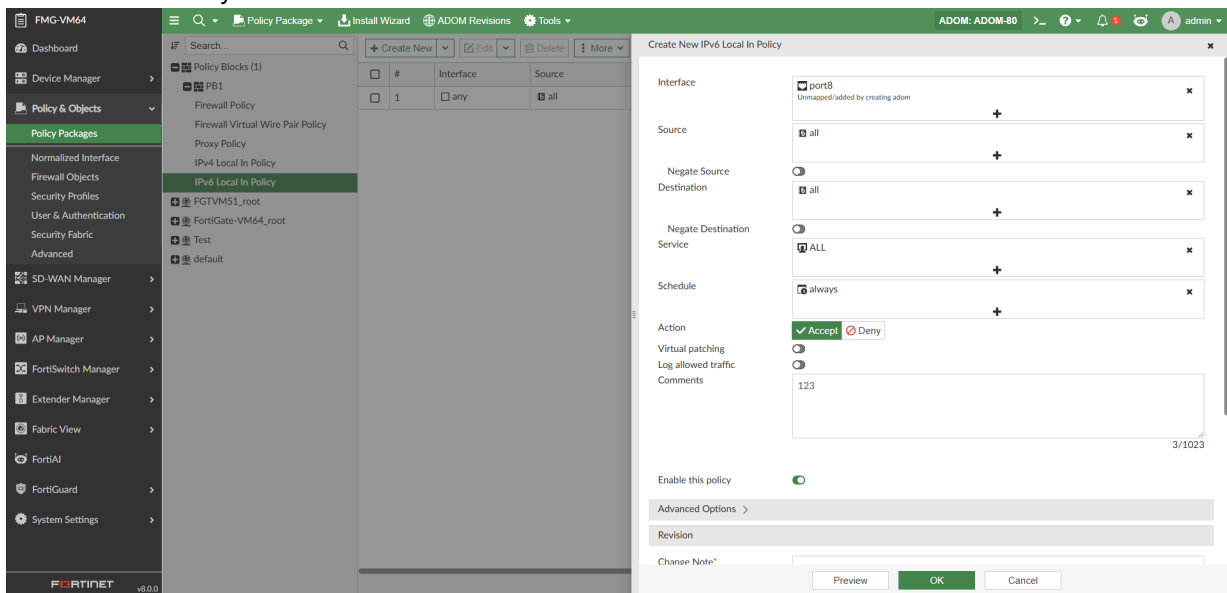 FMG-VM64
Policy Package
Install Wizard
ADOM Revisions
Tools
ADOM: ADOM-80
>_
A admin
Dashboard
Device Manager
Policy & Objects
Policy Packages
Normalized Interface
Firewall Objects
Security Profiles
User & Authentication
Security Fabric
Advanced
SD-WAN Manager
VPN Manager
AP Manager
FortiSwitch Manager
Extender Manager
Fabric View
FortiAI
FortiGuard
System Settings
FORTINET v8.0.0
Search...
Policy Blocks (1)
PB1
Firewall Policy
Firewall Virtual Wire Pair Policy
Proxy Policy
IPv4 Local In Policy
IPv6 Local In Policy
FGTVM51_root
FortiGate-VM64_root
Test
default
+ Create New Edit Delete More
# Interface Source
1 any all
Create New IPv6 Local In Policy
Interface port8
Unmapped/added by creating adom
+
Source all
+
Negate Source
Destination all
+
Negate Destination
Service ALL
+
Schedule always
+
Action Accept Deny
Virtual patching
Log allowed traffic
Comments 123
3/1023
Enable this policy
Advanced Options >
Revision
Change Note*
Preview OK Cancel